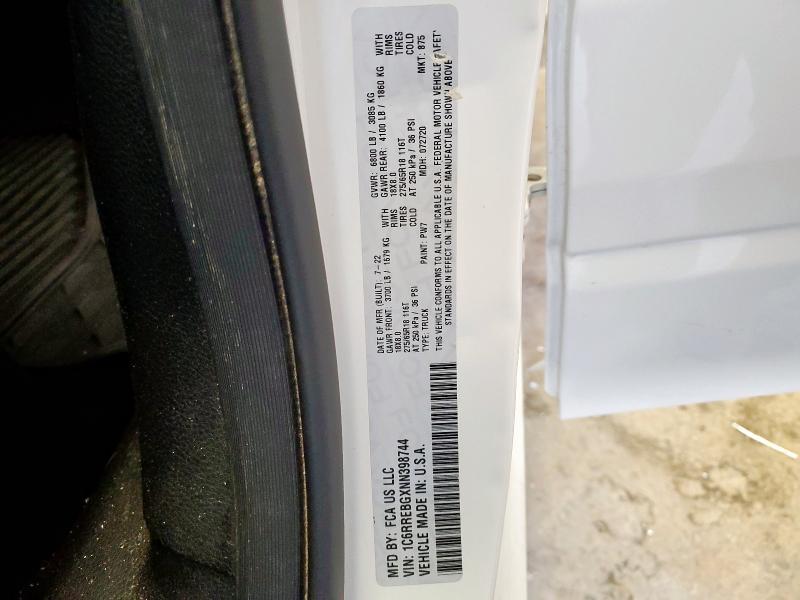 MFD BY: FCA US LLC
VIN: 1C6RREBGXNN398744
VEHICLE MADE IN: U.S.A.
DATE OF MFR (BUILT): 7-22 GVWR: 6800 LB / 3085 KG
GAWR FRONT: 3700 LB / 1679 KG WITH GAWR REAR: 4100 LB / 1860 KG WITH
18X8.0 RIMS 18X8.0 RIMS
275/65R18 116T TIRES 275/65R18 116T TIRES
AT 250 kPa / 36 PSI COLD AT 250 kPa / 36 PSI COLD
TYPE: TRUCK PAINT: PW7 MDH: 072720 MKT: 875
THIS VEHICLE CONFORMS TO ALL APPLICABLE U.S.A. FEDERAL MOTOR VEHICLE SAFETY
STANDARDS IN EFFECT ON THE DATE OF MANUFACTURE SHOWN ABOVE